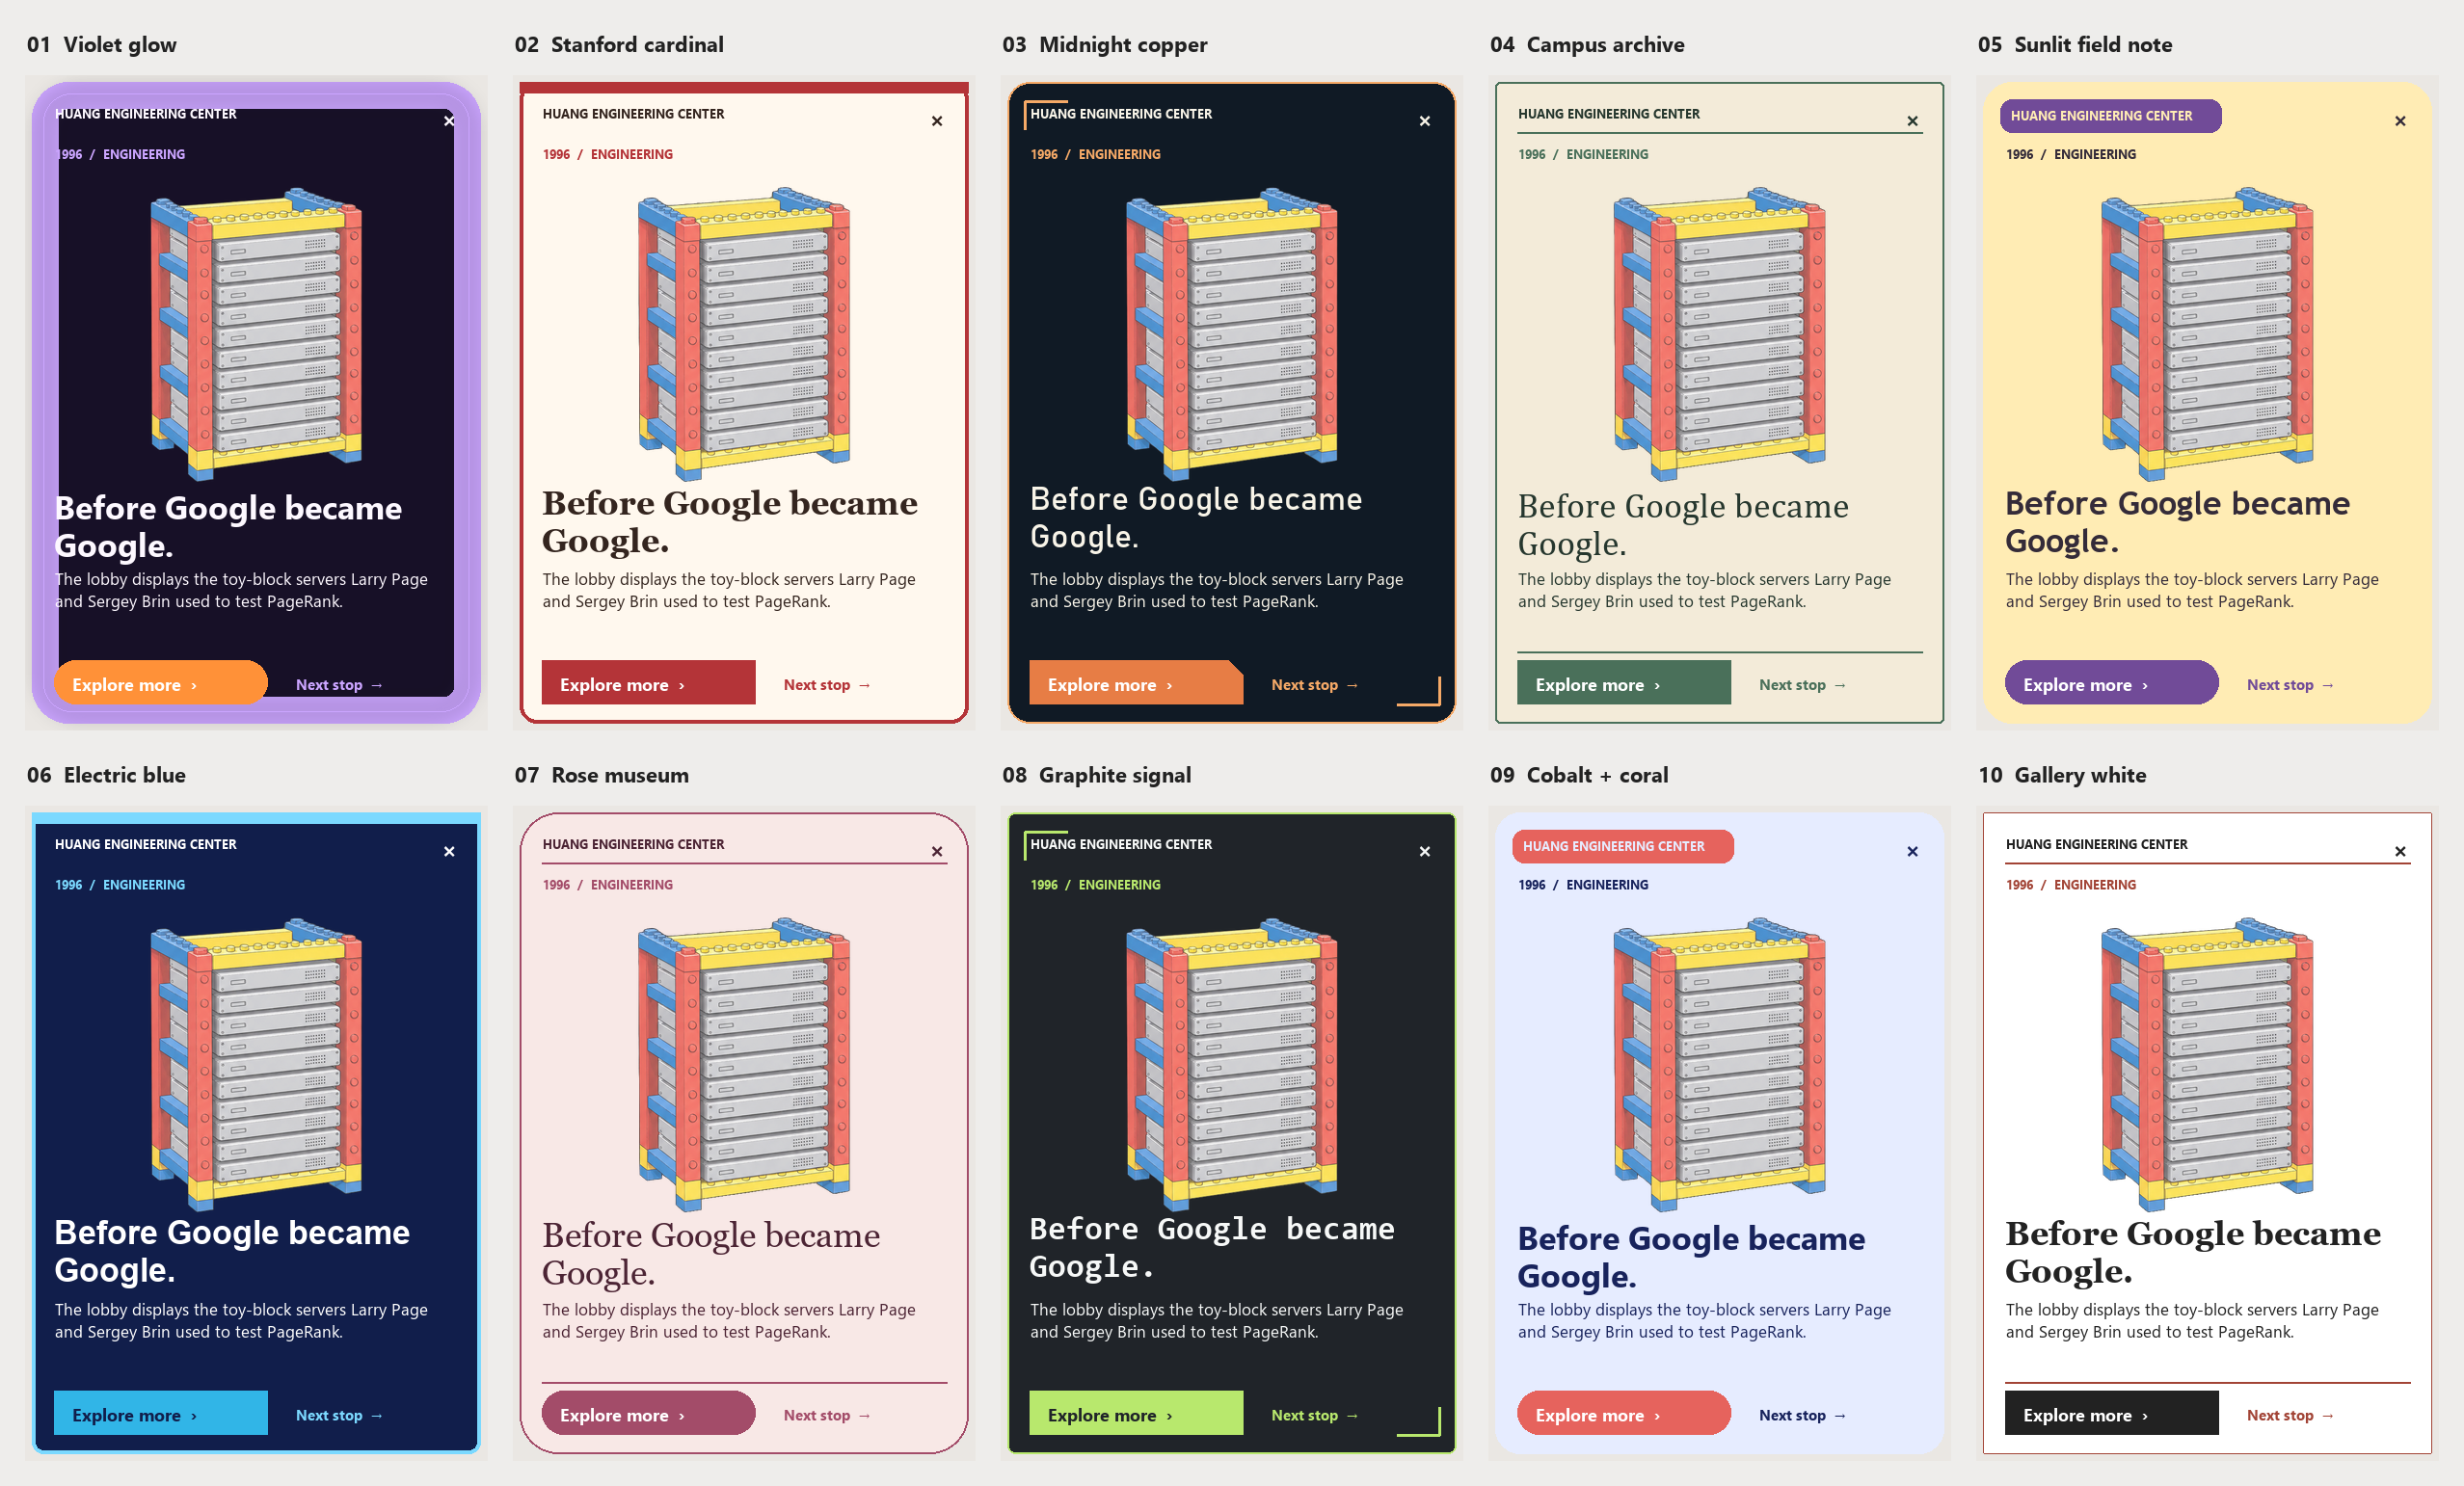 01 Violet glow
HUANG ENGINEERING CENTER
×
1996 / ENGINEERING
Before Google became
Google.
The lobby displays the toy-block servers Larry Page
and Sergey Brin used to test PageRank.
Explore more ›
Next stop →
02 Stanford cardinal
HUANG ENGINEERING CENTER
×
1996 / ENGINEERING
Before Google became
Google.
The lobby displays the toy-block servers Larry Page
and Sergey Brin used to test PageRank.
Explore more ›
Next stop →
03 Midnight copper
HUANG ENGINEERING CENTER
×
1996 / ENGINEERING
Before Google became
Google.
The lobby displays the toy-block servers Larry Page
and Sergey Brin used to test PageRank.
Explore more ›
Next stop →
04 Campus archive
HUANG ENGINEERING CENTER
×
1996 / ENGINEERING
Before Google became
Google.
The lobby displays the toy-block servers Larry Page
and Sergey Brin used to test PageRank.
Explore more ›
Next stop →
05 Sunlit field note
HUANG ENGINEERING CENTER
×
1996 / ENGINEERING
Before Google became
Google.
The lobby displays the toy-block servers Larry Page
and Sergey Brin used to test PageRank.
Explore more ›
Next stop →
06 Electric blue
HUANG ENGINEERING CENTER
×
1996 / ENGINEERING
Before Google became
Google.
The lobby displays the toy-block servers Larry Page
and Sergey Brin used to test PageRank.
Explore more ›
Next stop →
07 Rose museum
HUANG ENGINEERING CENTER
×
1996 / ENGINEERING
Before Google became
Google.
The lobby displays the toy-block servers Larry Page
and Sergey Brin used to test PageRank.
Explore more ›
Next stop →
08 Graphite signal
HUANG ENGINEERING CENTER
×
1996 / ENGINEERING
Before Google became
Google.
The lobby displays the toy-block servers Larry Page
and Sergey Brin used to test PageRank.
Explore more ›
Next stop →
09 Cobalt + coral
HUANG ENGINEERING CENTER
×
1996 / ENGINEERING
Before Google became
Google.
The lobby displays the toy-block servers Larry Page
and Sergey Brin used to test PageRank.
Explore more ›
Next stop →
10 Gallery white
HUANG ENGINEERING CENTER
×
1996 / ENGINEERING
Before Google became
Google.
The lobby displays the toy-block servers Larry Page
and Sergey Brin used to test PageRank.
Explore more ›
Next stop →